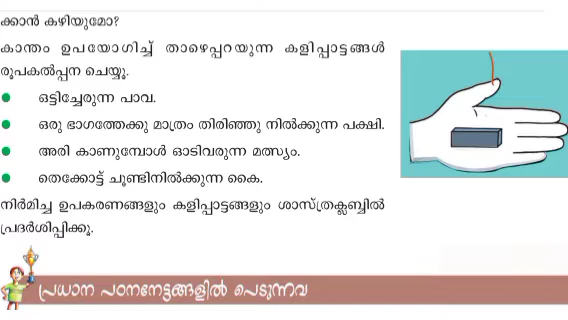 ക്കാൻ കഴിയുമോ?
കാന്തം ഉപയോഗിച്ച് താഴെപ്പറയുന്ന കളിപ്പാട്ടങ്ങൾ
രൂപകൽപ്പന ചെയ്യൂ.
● ഒട്ടിച്ചേരുന്ന പാവ.
● ഒരു ഭാഗത്തേക്കു മാത്രം തിരിഞ്ഞു നിൽക്കുന്ന പക്ഷി.
● അരി കാണുമ്പോൾ ഓടിവരുന്ന മത്സ്യം.
● തെക്കോട്ട് ചൂണ്ടിനിൽക്കുന്ന കൈ.
നിർമിച്ച ഉപകരണങ്ങളും കളിപ്പാട്ടങ്ങളും ശാസ്ത്രക്ലബ്ബിൽ
പ്രദർശിപ്പിക്കൂ.
പ്രധാന പഠനനേട്ടങ്ങളിൽ പെടുന്നവ